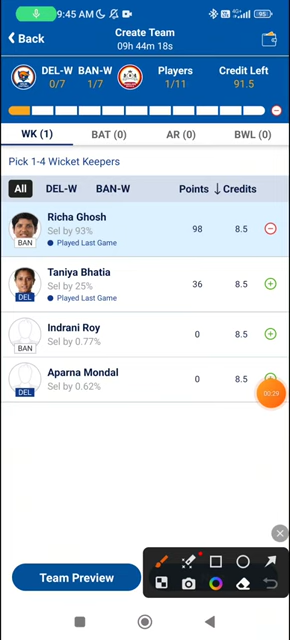 9:45 AM
4G+
95
Back
Create Team
09h 44m 18s
DEL-W BAN-W Players Credit Left
0/7 1/7 1/11 91.5
WK (1) BAT (0) AR (0) BWL (0)
Pick 1-4 Wicket Keepers
All DEL-W BAN-W Points ↓ Credits
Richa Ghosh
Sel by 93% 98 8.5
BAN Played Last Game
Taniya Bhatia
Sel by 25% 36 8.5
DEL Played Last Game
Indrani Roy
Sel by 0.77% 0 8.5
BAN
Aparna Mondal
Sel by 0.62% 0 8.5
DEL
00:29
Team Preview